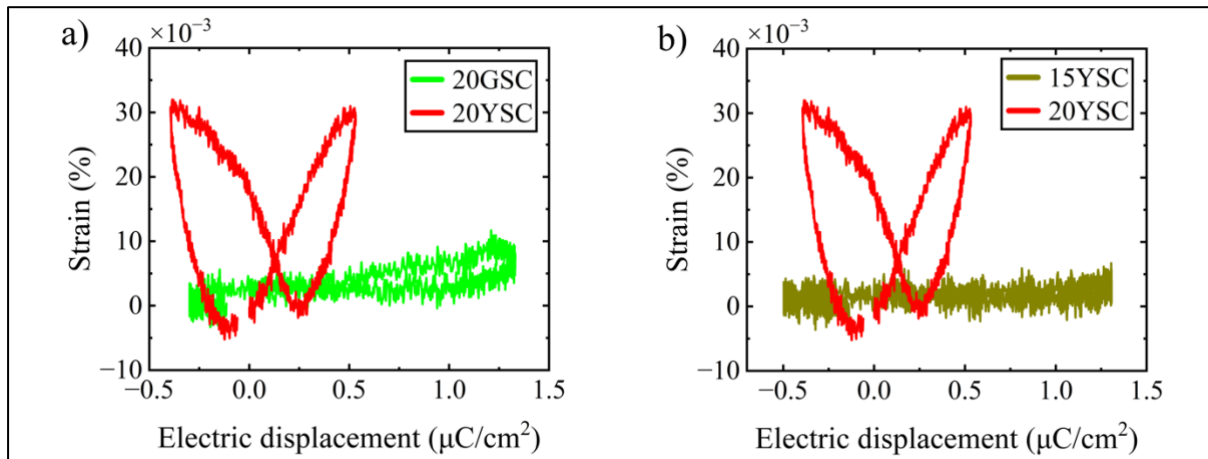 a)
×10⁻³
40
30
20
10
0
−10
Strain (%)
20GSC
20YSC
−0.5 0.0 0.5 1.0 1.5
Electric displacement (μC/cm²)
b)
×10⁻³
40
30
20
10
0
−10
Strain (%)
15YSC
20YSC
−0.5 0.0 0.5 1.0 1.5
Electric displacement (μC/cm²)